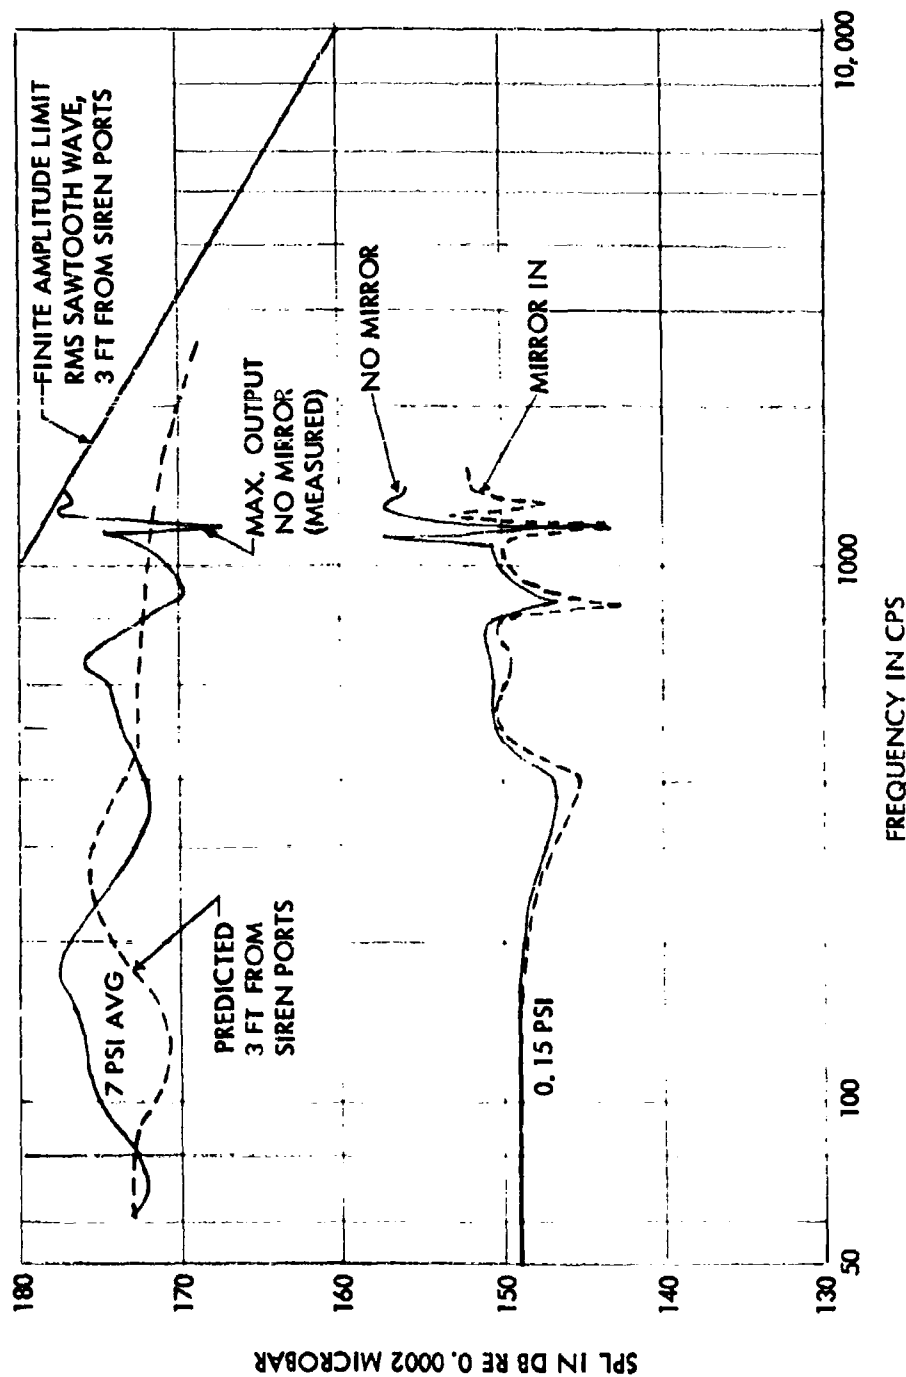 180
170
160
150
140
130
SPL IN DB RE 0.0002 MICROBAR
50
100
1000
10,000
FREQUENCY IN CPS
FINITE AMPLITUDE LIMIT
RMS SAWTOOTH WAVE,
3 FT FROM SIREN PORTS
MAX. OUTPUT
NO MIRROR
(MEASURED)
7 PSI AVG
PREDICTED
3 FT FROM
SIREN PORTS
NO MIRROR
MIRROR IN
0.15 PSI